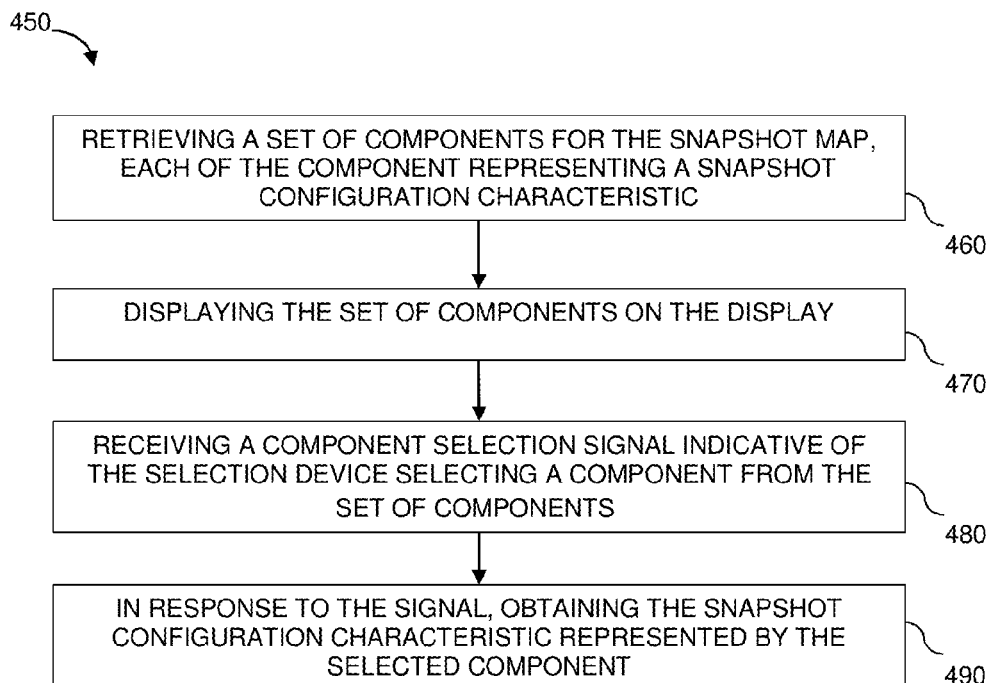 450
RETRIEVING A SET OF COMPONENTS FOR THE SNAPSHOT MAP,
EACH OF THE COMPONENT REPRESENTING A SNAPSHOT
CONFIGURATION CHARACTERISTIC
460
DISPLAYING THE SET OF COMPONENTS ON THE DISPLAY
470
RECEIVING A COMPONENT SELECTION SIGNAL INDICATIVE OF
THE SELECTION DEVICE SELECTING A COMPONENT FROM THE
SET OF COMPONENTS
480
IN RESPONSE TO THE SIGNAL, OBTAINING THE SNAPSHOT
CONFIGURATION CHARACTERISTIC REPRESENTED BY THE
SELECTED COMPONENT
490